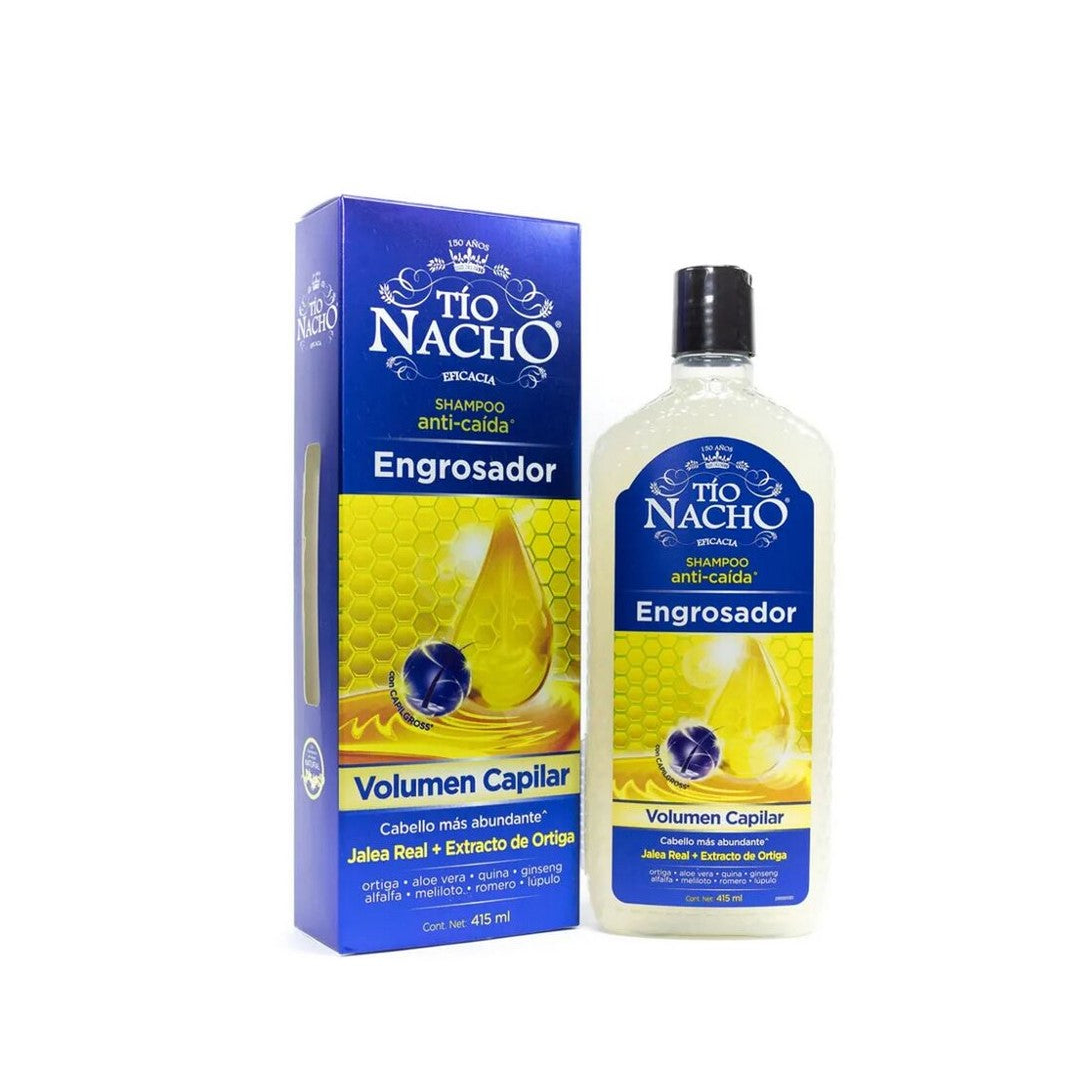 150 AÑOS
TÍO
NACHO®
EFICACIA
SHAMPOO
anti-caída°
Engrosador
con CAPILGROSS*
Volumen Capilar
Cabello más abundante^
Jalea Real + Extracto de Ortiga
ortiga • aloe vera • quina • ginseng
alfalfa • meliloto • romero • lúpulo
Cont. Net: 415 ml
TÍO
NACHO
EFICACIA
NATURAL
150 AÑOS
TÍO
NACHO®
EFICACIA
SHAMPOO
anti-caída°
Engrosador
con CAPILGROSS*
Volumen Capilar
Cabello más abundante^
Jalea Real + Extracto de Ortiga
ortiga • aloe vera • quina • ginseng
alfalfa • meliloto • romero • lúpulo
Cont. Net: 415 ml